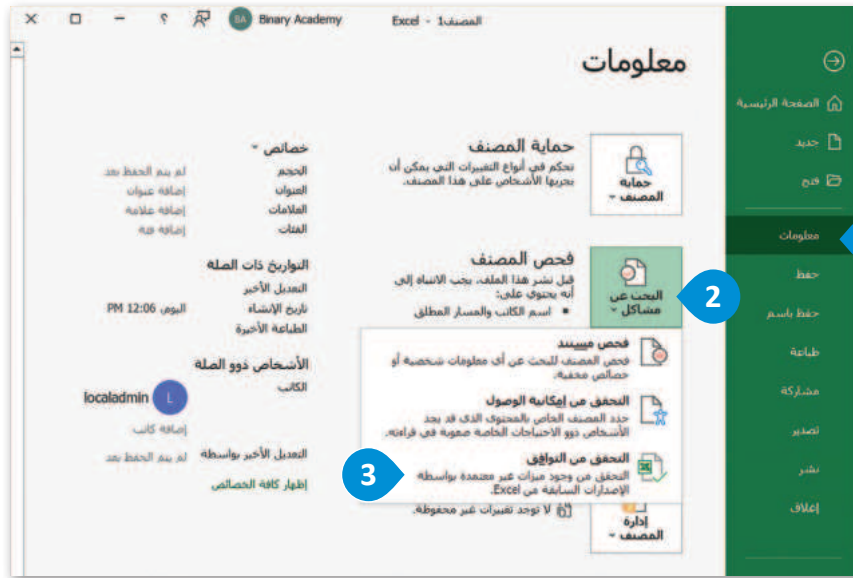 المصنف1 - Excel
Binary Academy
BA
؟
معلومات
الصفحة الرئيسية
جديد
فتح
معلومات
حفظ
حفظ باسم
طباعة
مشاركة
تصدير
نشر
إغلاق
حماية المصنف
حماية
المصنف
تحكم في أنواع التغييرات التي يمكن أن
يجريها الأشخاص على هذا المصنف.
فحص المصنف
البحث عن
مشاكل
قبل نشر هذا الملف، يجب الانتباه إلى
أنه يحتوي على:
اسم الكاتب والمسار المطلق
2
فحص مييند
فحص المصنف للبحث عن أي معلومات شخصية أو
خصائص مخفية.
التحقق من إمكانية الوصول
حدد المصنف الخاص بالمحتوى الذي قد يجد
الأشخاص ذوو الاحتياجات الخاصة صعوبة في قراءته.
التحقق من التوافق
التحقق من وجود ميزات غير معتمدة بواسطة
الإصدارات السابقة من Excel.
3
إدارة
المصنف
لا توجد تغييرات غير محفوظة.
خصائص
الحجم لم يتم الحفظ بعد
العنوان إضافة عنوان
العلامات إضافة علامة
الفئات إضافة فئة
التواريخ ذات الصلة
التعديل الأخير
تاريخ الإنشاء اليوم، 12:06 PM
الطباعة الأخيرة
الأشخاص ذوو الصلة
الكاتب
L
localadmin
إضافة كاتب
التعديل الأخير بواسطة لم يتم الحفظ بعد
إظهار كافة الخصائص